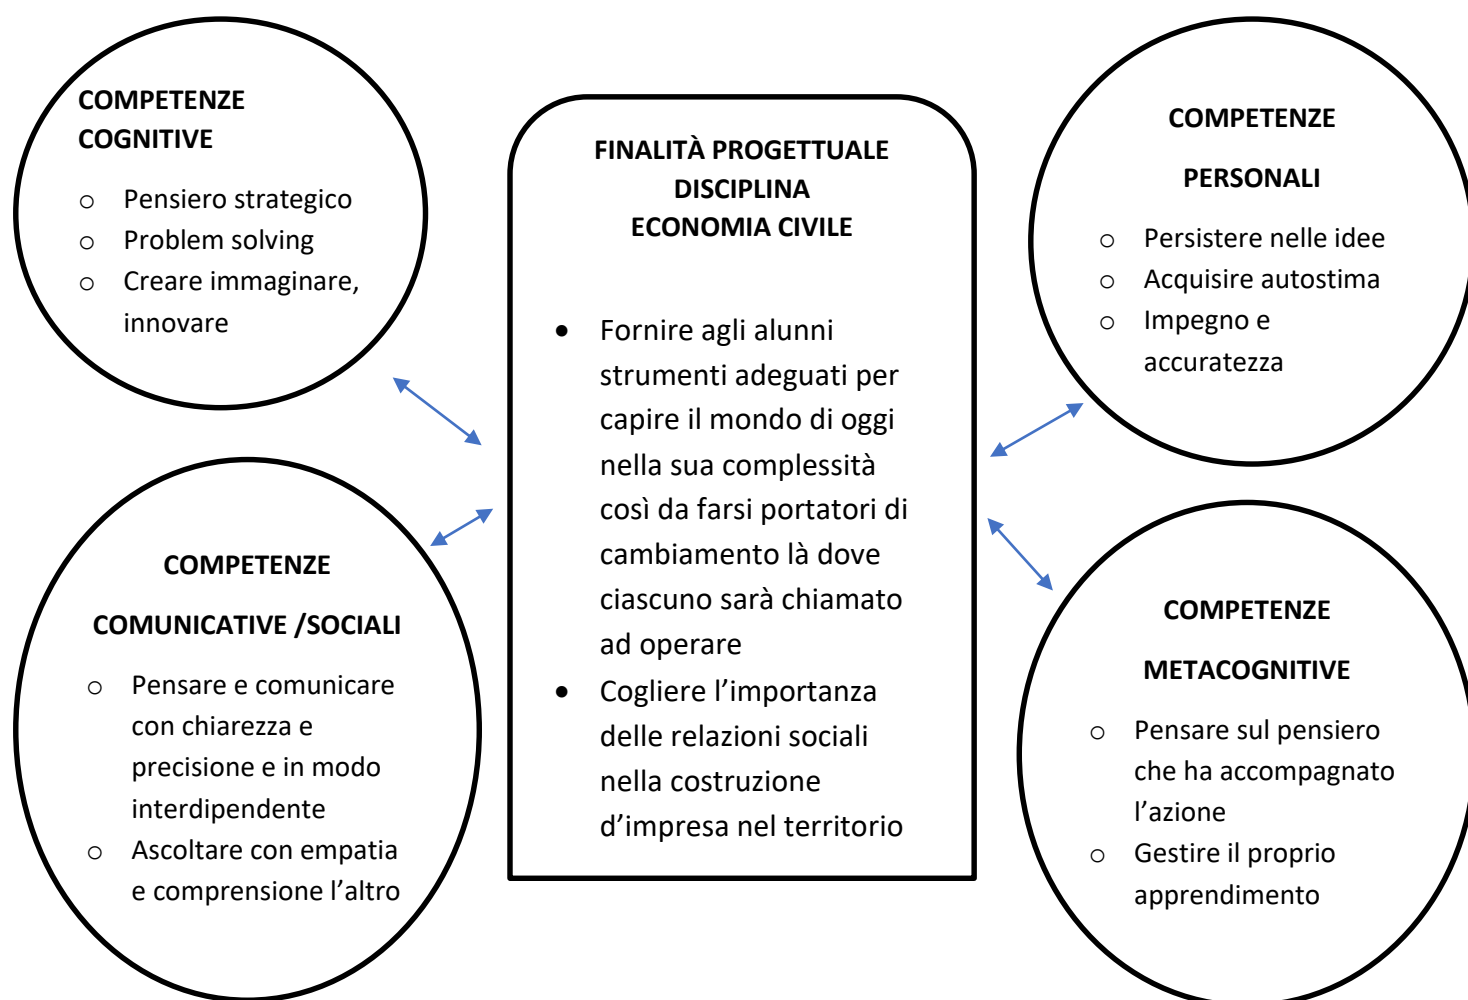 COMPETENZE
COGNITIVE
o Pensiero strategico
o Problem solving
o Creare immaginare,
innovare
COMPETENZE
COMUNICATIVE /SOCIALI
o Pensare e comunicare
con chiarezza e
precisione e in modo
interdipendente
o Ascoltare con empatia
e comprensione l’altro
FINALITÀ PROGETTUALE
DISCIPLINA
ECONOMIA CIVILE
• Fornire agli alunni
strumenti adeguati per
capire il mondo di oggi
nella sua complessità
così da farsi portatori di
cambiamento là dove
ciascuno sarà chiamato
ad operare
• Cogliere l’importanza
delle relazioni sociali
nella costruzione
d’impresa nel territorio
COMPETENZE
PERSONALI
o Persistere nelle idee
o Acquisire autostima
o Impegno e
accuratezza
COMPETENZE
METACOGNITIVE
o Pensare sul pensiero
che ha accompagnato
l’azione
o Gestire il proprio
apprendimento